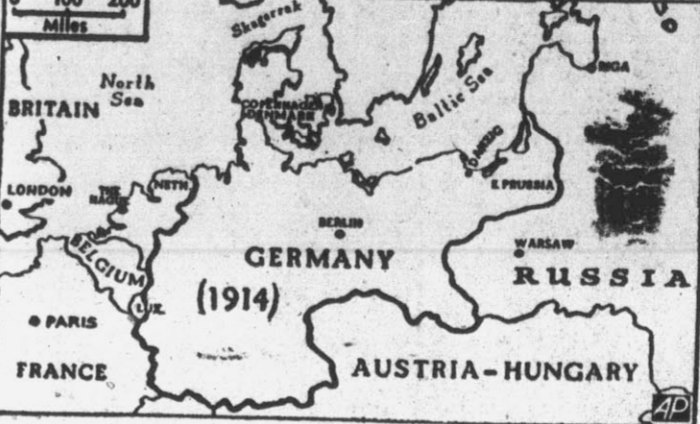 0 100 200
Miles
Skagerrak
North
Sea
BRITAIN
COPENHAGEN
DENMARK
Baltic Sea
RIGA
DANZIG
E. PRUSSIA
LONDON
THE
HAGUE
NETH.
BELGIUM
LUX.
BERLIN
GERMANY
(1914)
WARSAW
RUSSIA
PARIS
FRANCE
AUSTRIA-HUNGARY
AP